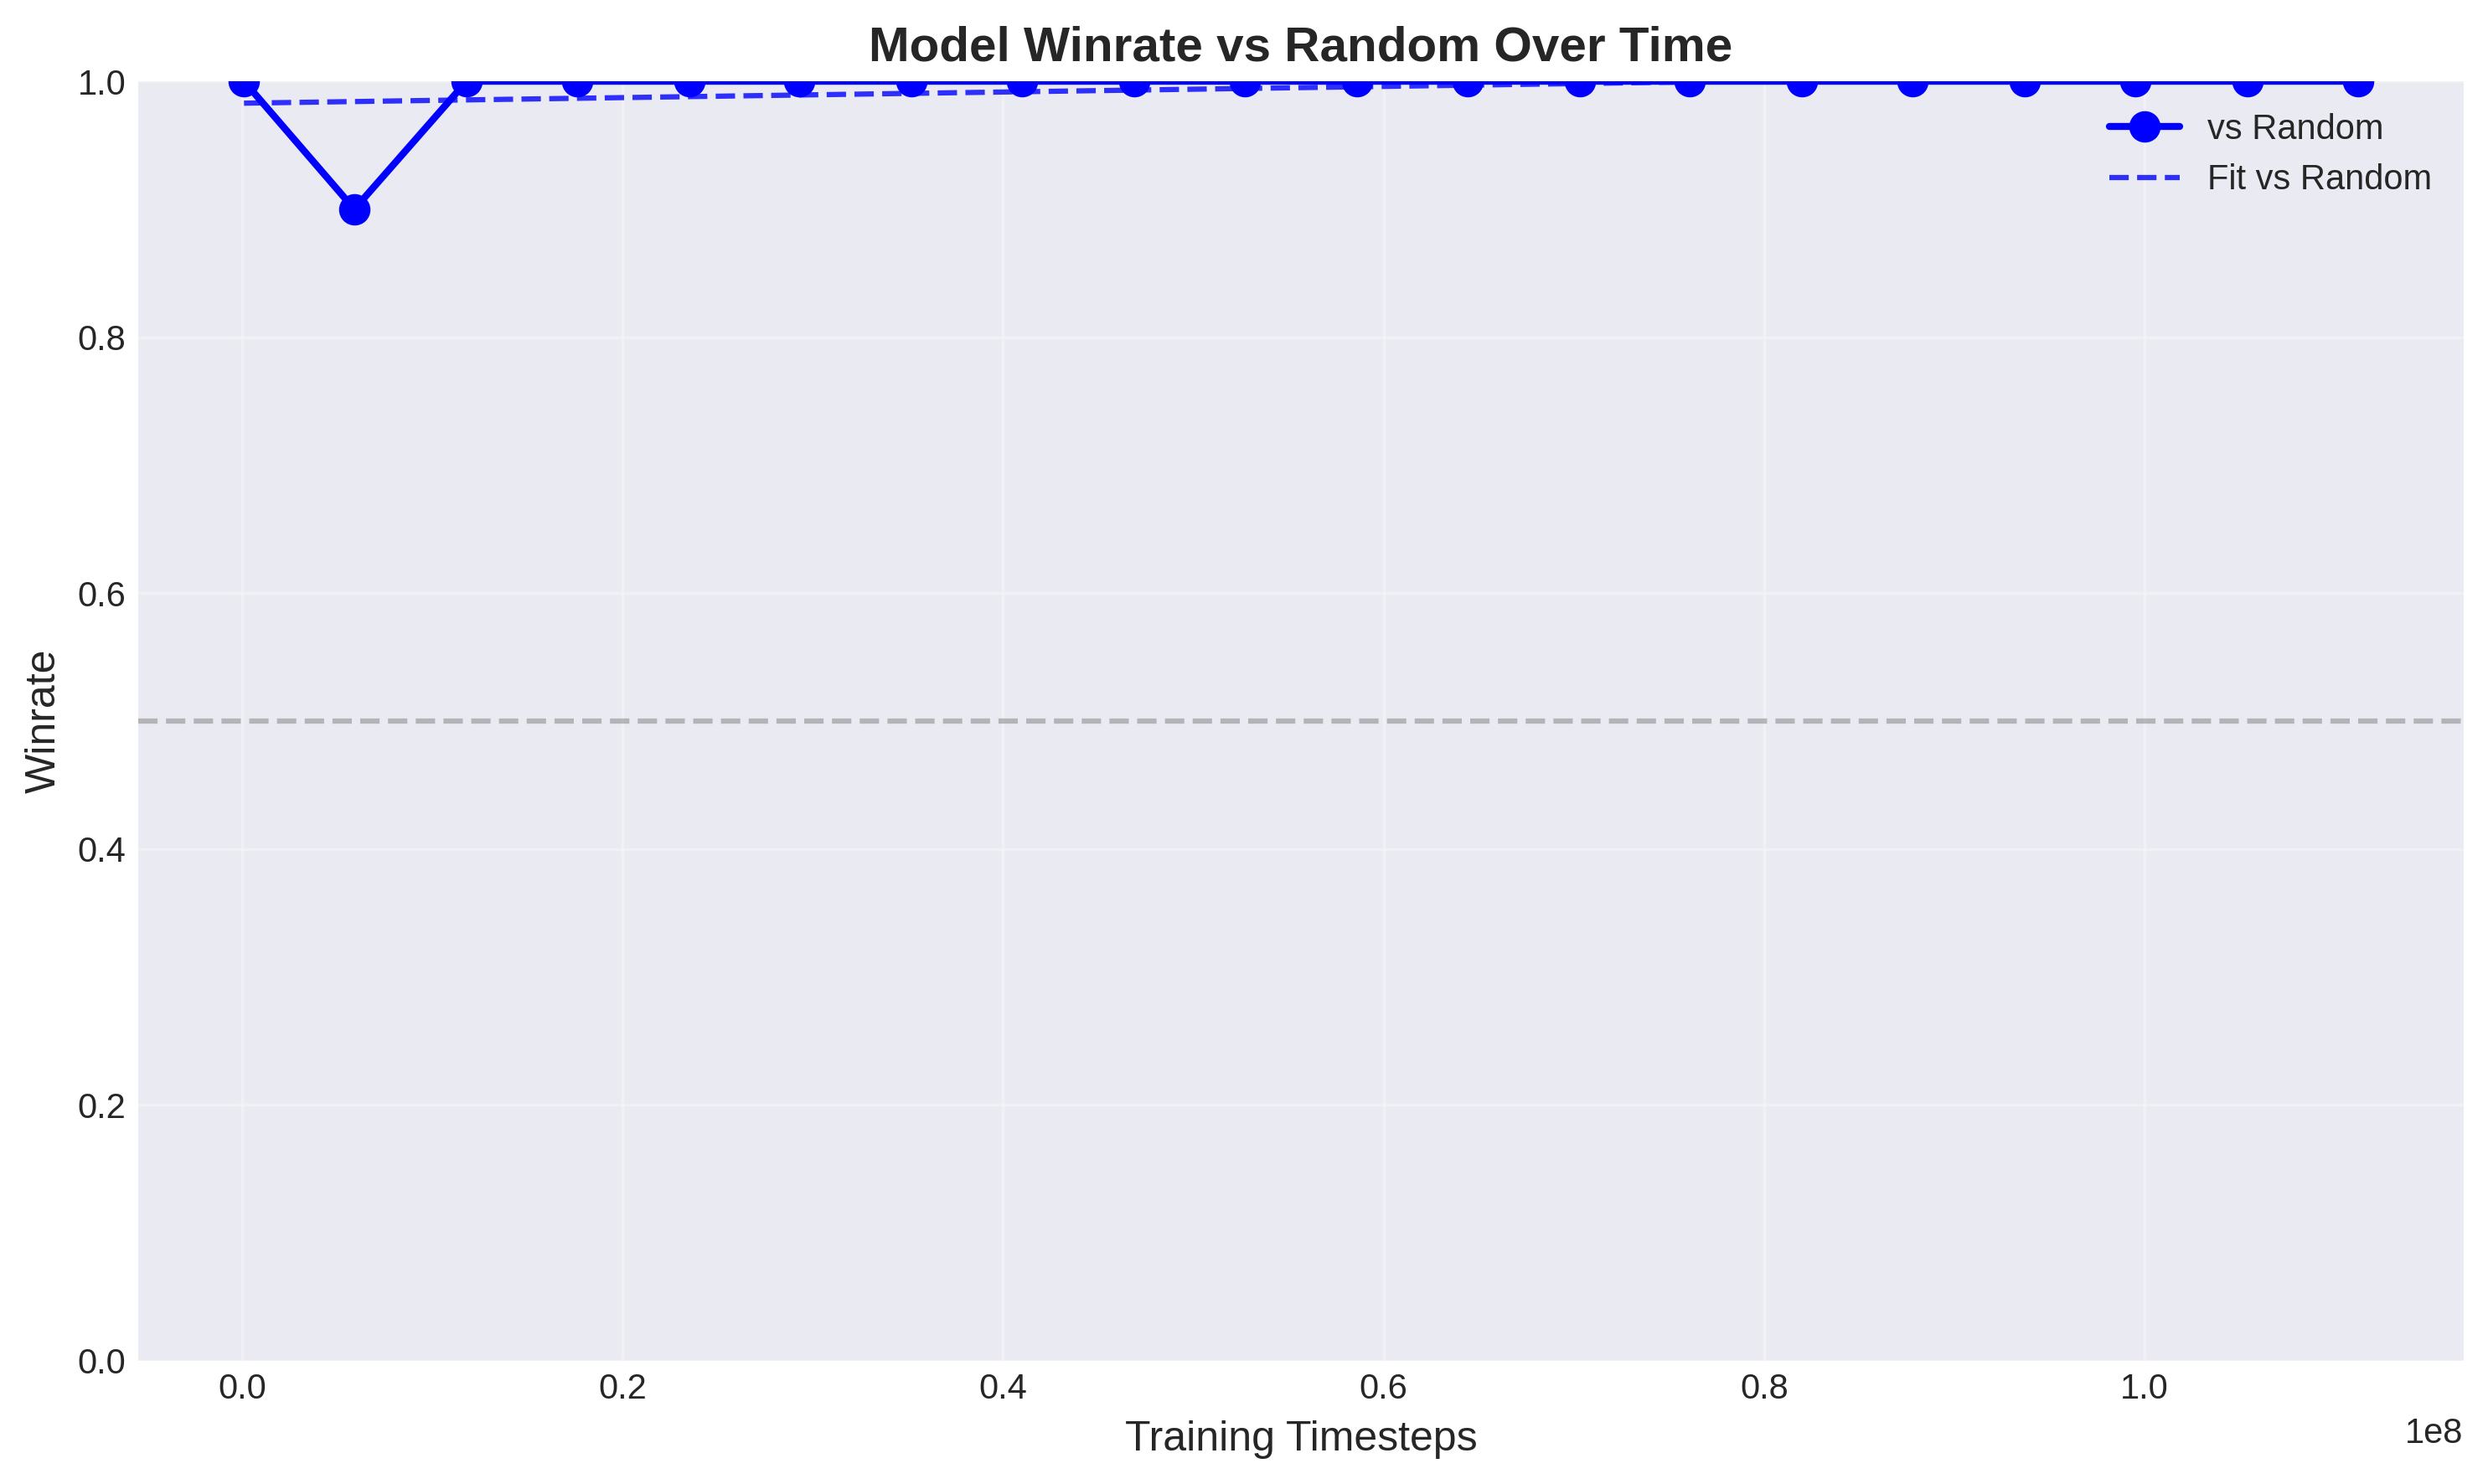 Model Winrate vs Random Over Time
1.0
0.8
0.6
0.4
0.2
0.0
Winrate
vs Random
Fit vs Random
0.0 0.2 0.4 0.6 0.8 1.0
1e8
Training Timesteps